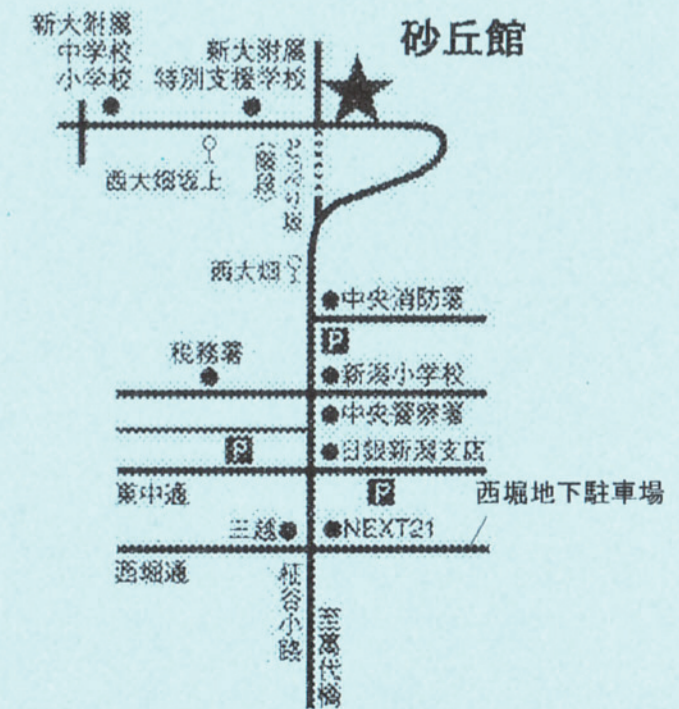 砂丘館
新大附属
中学校
小学校
新大附属
特別支援学校
西大畑坂上
どっぺり坂
(階段)
西大畑
中央消防署
P
税務署
新潟小学校
中央警察署
P
日銀新潟支店
東中通
P
西堀地下駐車場
三越
NEXT21
西堀通
柾谷小路
至萬代橋